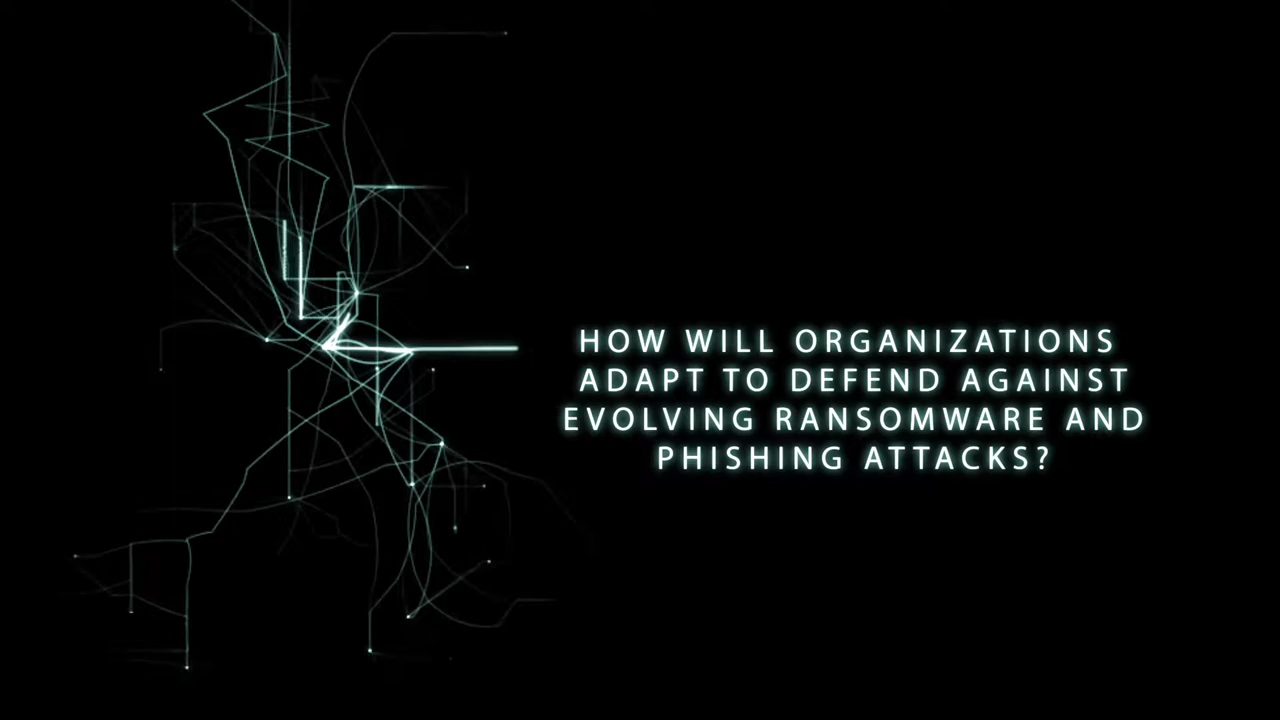 HOW WILL ORGANIZATIONS
ADAPT TO DEFEND AGAINST
EVOLVING RANSOMWARE AND
PHISHING ATTACKS?